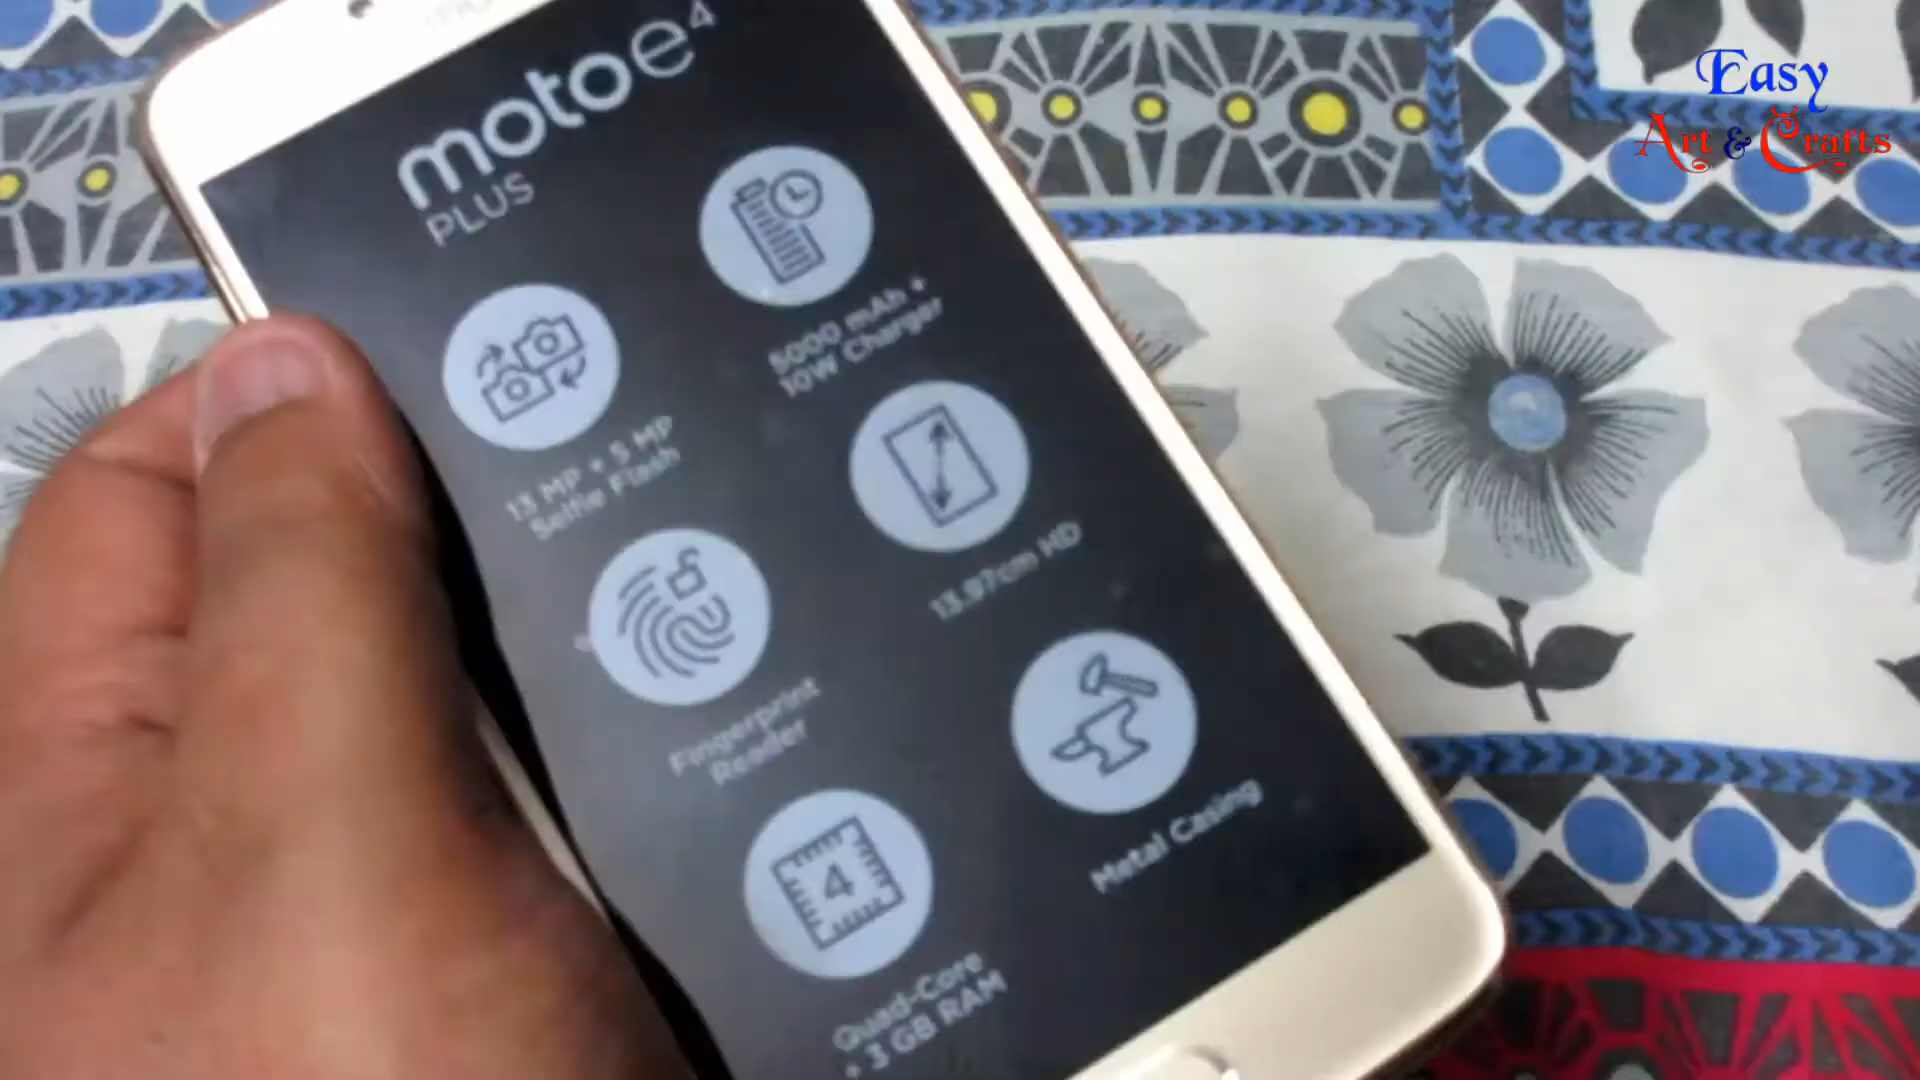 moto e4
PLUS
5000 mAh +
10W Charger
13 MP + 5 MP
Selfie Flash
13.97cm HD
Fingerprint
Reader
Metal Casing
4
Quad-Core
+ 3 GB RAM
Easy
Art & Crafts